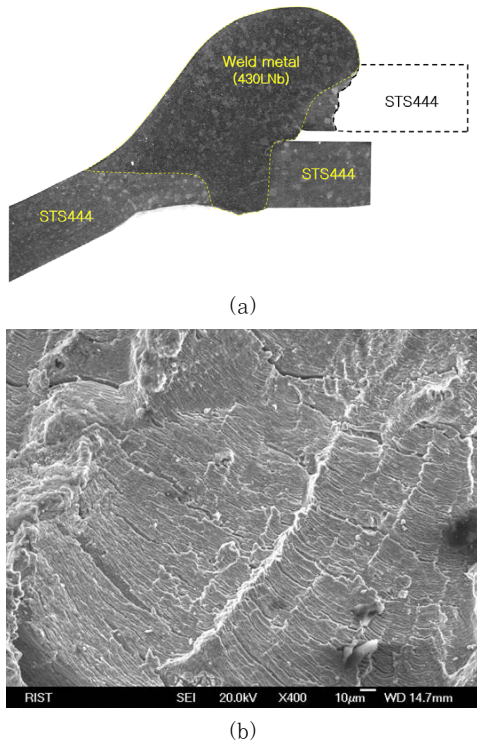 Weld metal
(430LNb)
STS444
STS444
STS444
(a)
RIST SEI 20.0kV X400 10μm WD 14.7mm
(b)